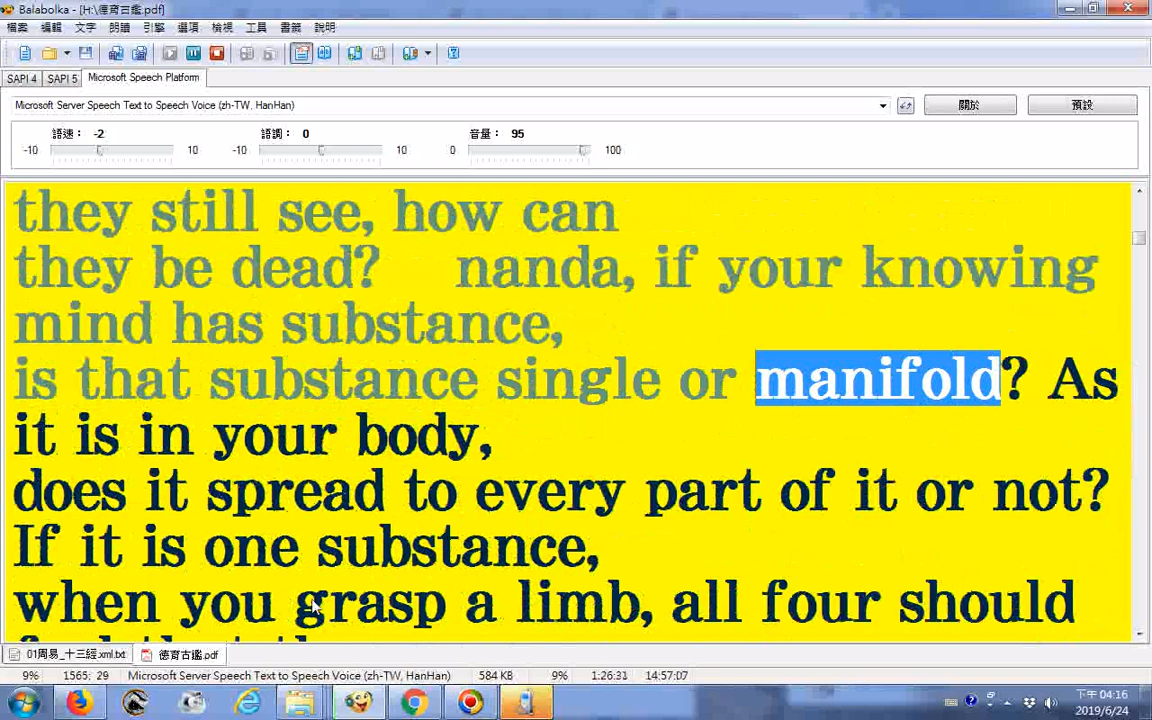 Balabolka - [H:\德育古鑑.pdf]
檔案 編輯 文字 朗讀 引擎 選項 檢視 工具 書籤 說明
SAPI 4 SAPI 5 Microsoft Speech Platform
Microsoft Server Speech Text to Speech Voice (zh-TW, HanHan) 關於 預設
語速： -2 語調： 0 音量： 95
-10 10 -10 10 0 100
they still see, how can
they be dead? nanda, if your knowing
mind has substance,
is that substance single or manifold? As
it is in your body,
does it spread to every part of it or not?
If it is one substance,
when you grasp a limb, all four should
01周易_十三經.xml.txt 德育古鑑.pdf
9% 1565: 29 Microsoft Server Speech Text to Speech Voice (zh-TW, HanHan) 584 KB 9% 1:26:31 14:57:07
下午 04:16
2019/6/24